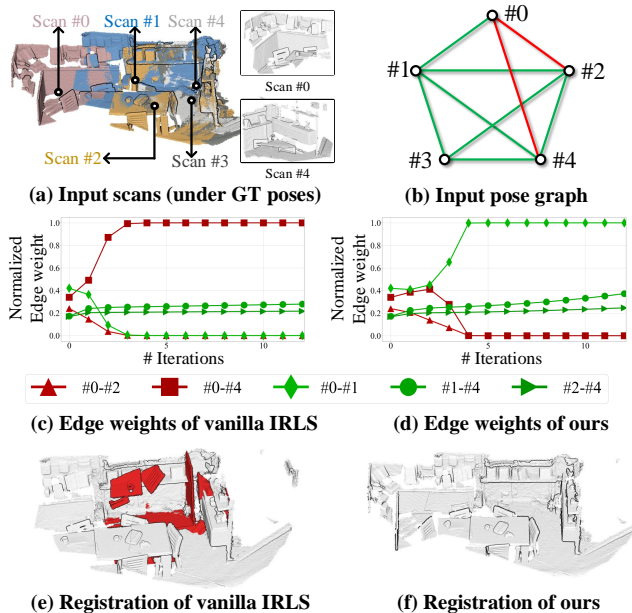 Scan #0 Scan #1 Scan #4
Scan #2 Scan #3
Scan #0
Scan #4
(a) Input scans (under GT poses)
#0
#1 #2
#3 #4
(b) Input pose graph
Normalized
Edge weight
1.0
0.8
0.6
0.4
0.2
0.0
0 5 10
# Iterations
Normalized
Edge weight
1.0
0.8
0.6
0.4
0.2
0.0
0 5 10
# Iterations
#0-#2 #0-#4 #0-#1 #1-#4 #2-#4
(c) Edge weights of vanilla IRLS
(d) Edge weights of ours
(e) Registration of vanilla IRLS
(f) Registration of ours